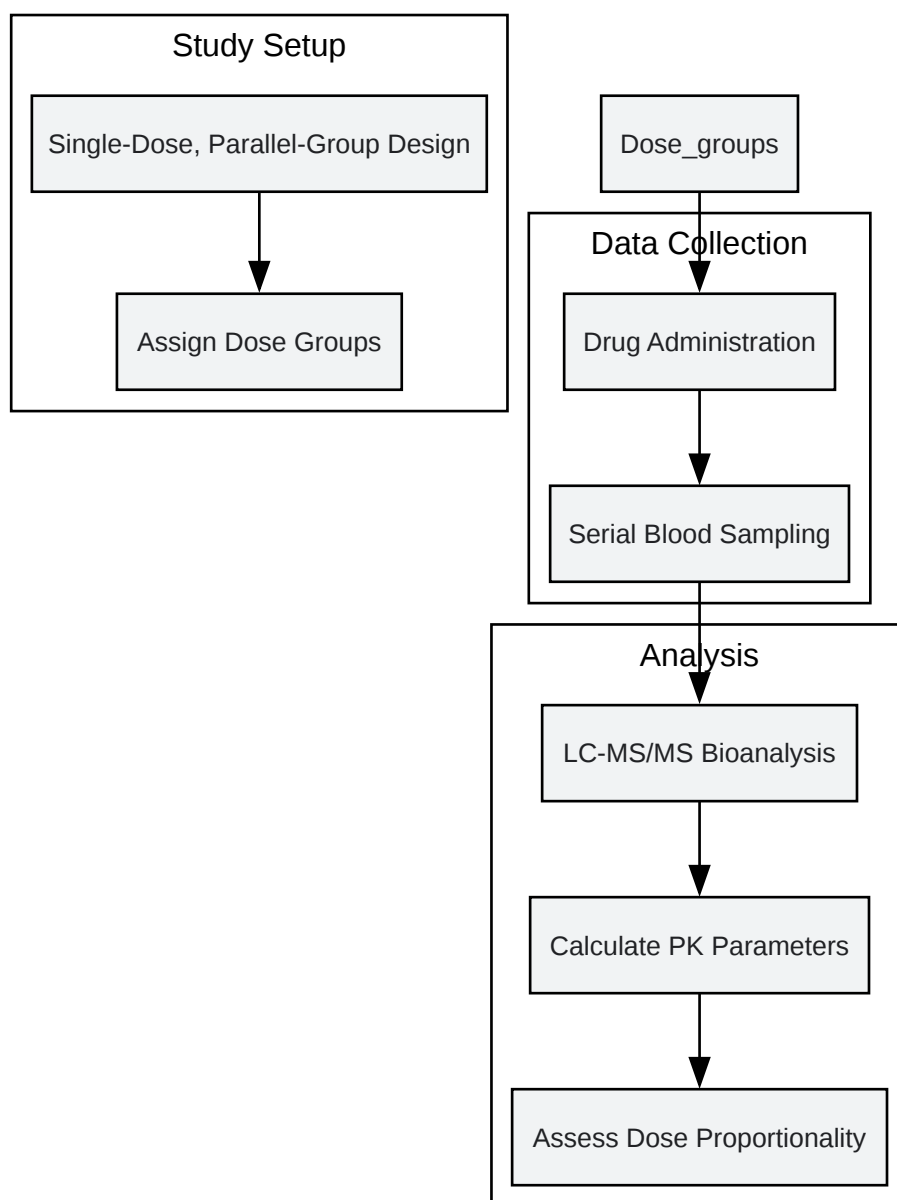 Study Setup
Single-Dose, Parallel-Group Design
Assign Dose Groups
Dose_groups
Data Collection
Drug Administration
Serial Blood Sampling
Analysis
LC-MS/MS Bioanalysis
Calculate PK Parameters
Assess Dose Proportionality